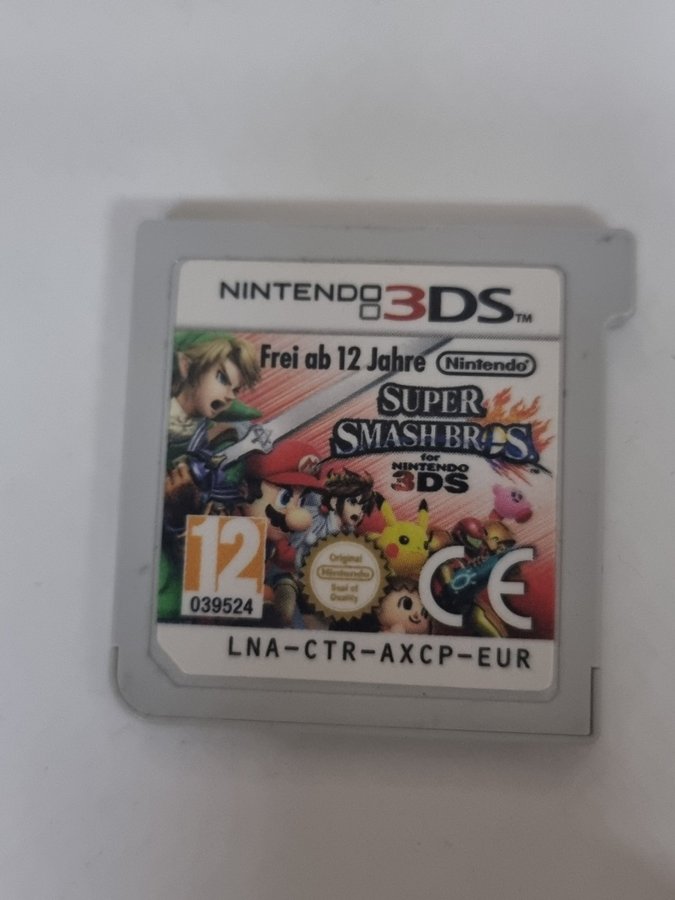 NINTENDO 3DS™
Frei ab 12 Jahre Nintendo®
SUPER
SMASH BROS.
for
NINTENDO
3DS
12
039524
Original
Nintendo
Seal of
Quality
CE
LNA-CTR-AXCP-EUR